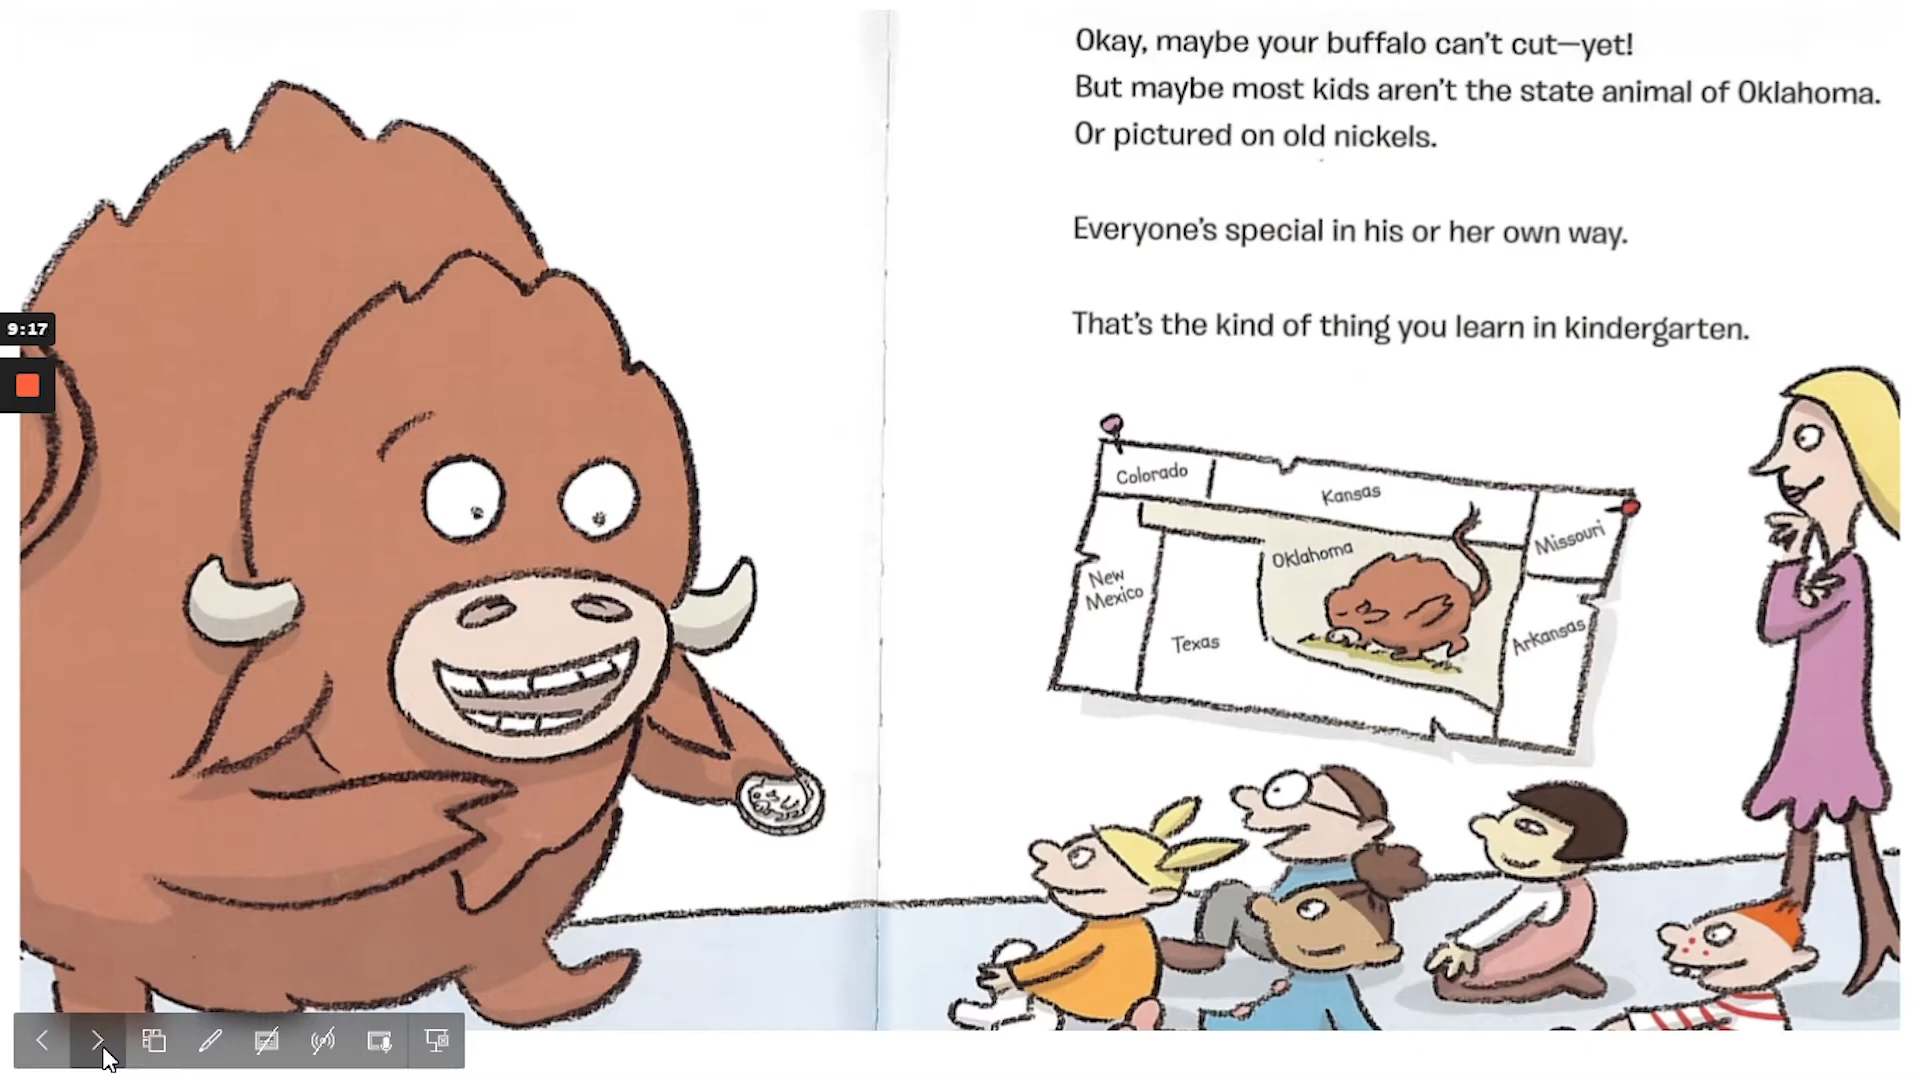 Okay, maybe your buffalo can't cut—yet!
But maybe most kids aren't the state animal of Oklahoma.
Or pictured on old nickels.
Everyone's special in his or her own way.
That's the kind of thing you learn in kindergarten.
9:17
Colorado
Kansas
Missouri
Oklahoma
New
Mexico
Texas
Arkansas